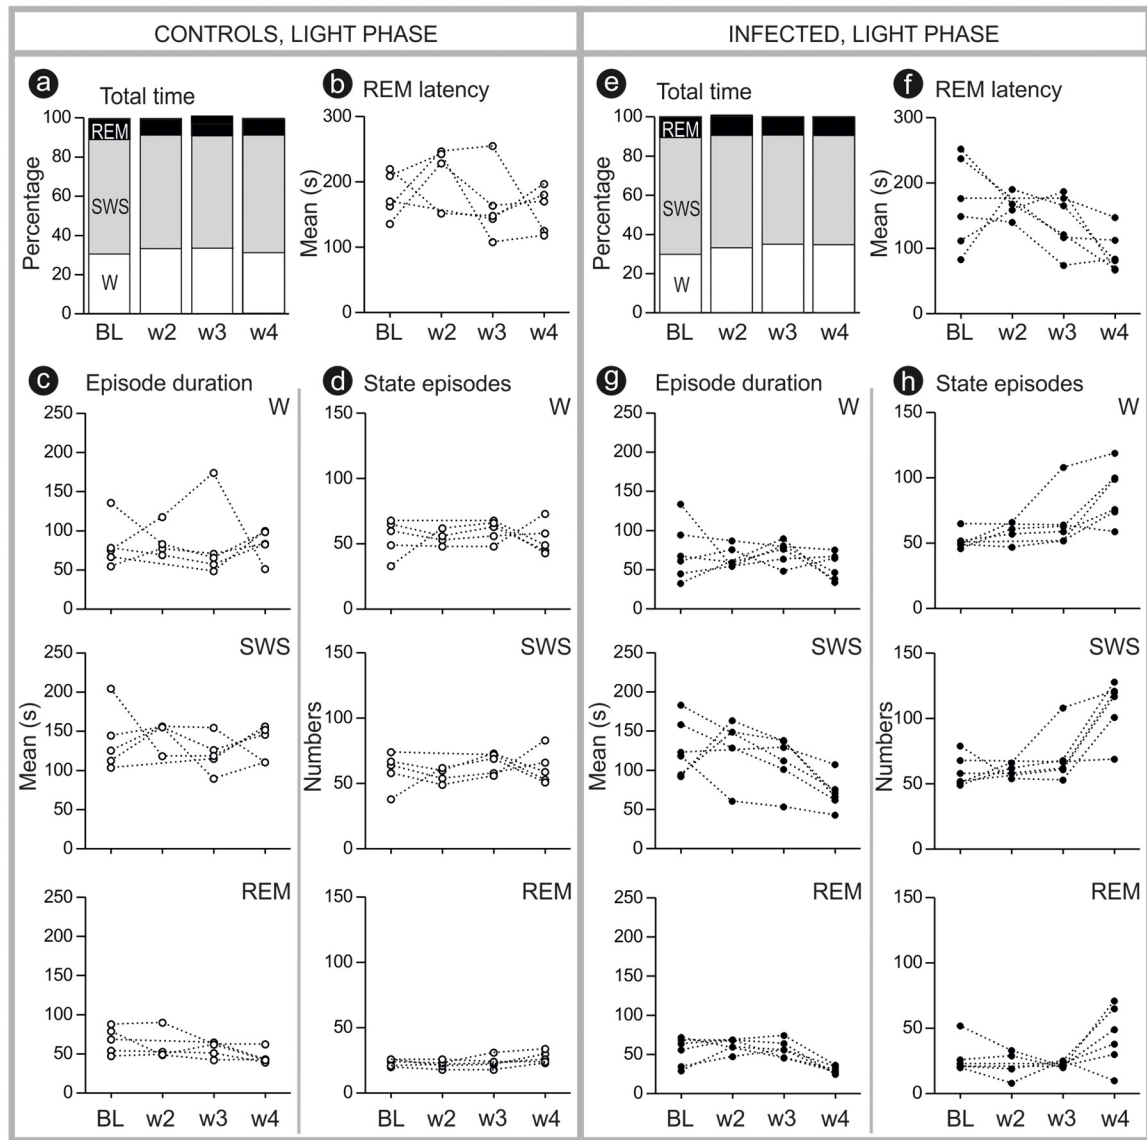 CONTROLS, LIGHT PHASE
INFECTED, LIGHT PHASE
a Total time
Percentage
100
80
60
40
20
0
REM
SWS
W
BL w2 w3 w4
b REM latency
Mean (s)
300
200
100
0
BL w2 w3 w4
c Episode duration
W
250
200
150
100
50
0
SWS
Mean (s)
250
200
150
100
50
0
REM
250
200
150
100
50
0
BL w2 w3 w4
d State episodes
W
150
100
50
0
SWS
Numbers
150
100
50
0
REM
150
100
50
0
BL w2 w3 w4
e Total time
Percentage
100
80
60
40
20
0
REM
SWS
W
BL w2 w3 w4
f REM latency
Mean (s)
300
200
100
0
BL w2 w3 w4
g Episode duration
W
250
200
150
100
50
0
SWS
Mean (s)
250
200
150
100
50
0
REM
250
200
150
100
50
0
BL w2 w3 w4
h State episodes
W
150
100
50
0
SWS
Numbers
150
100
50
0
REM
150
100
50
0
BL w2 w3 w4